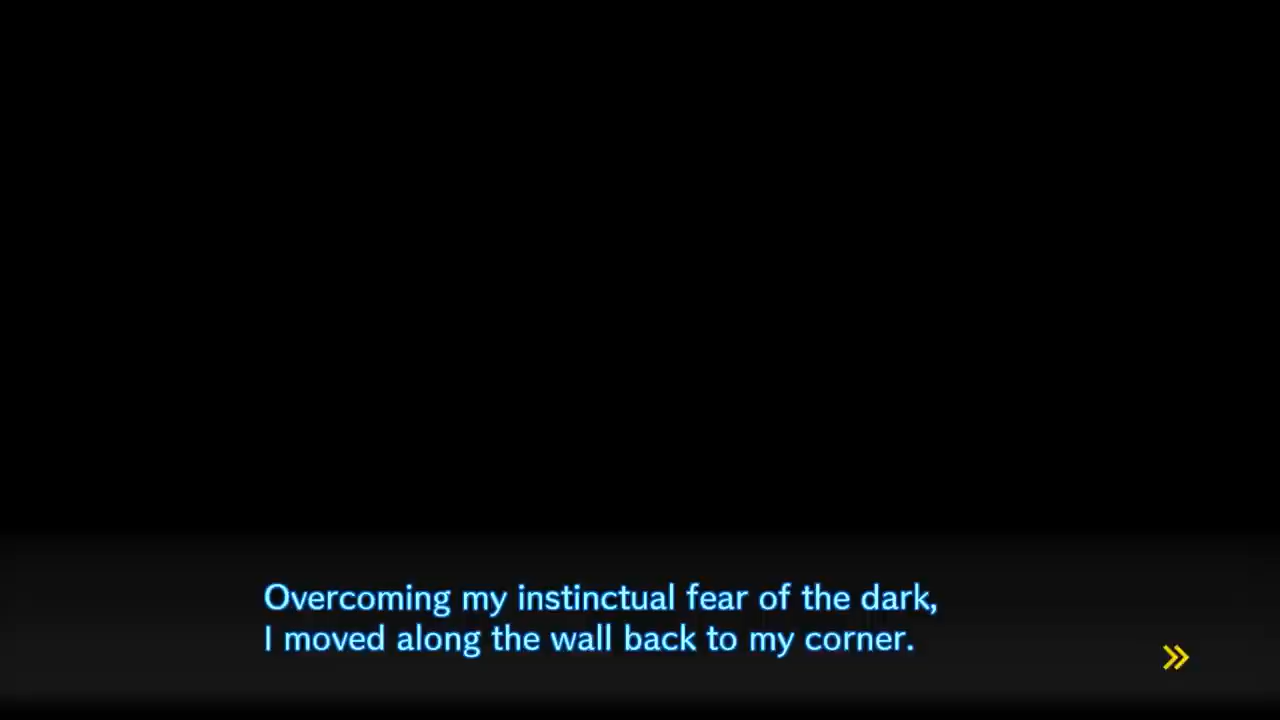 Overcoming my instinctual fear of the dark,
I moved along the wall back to my corner.